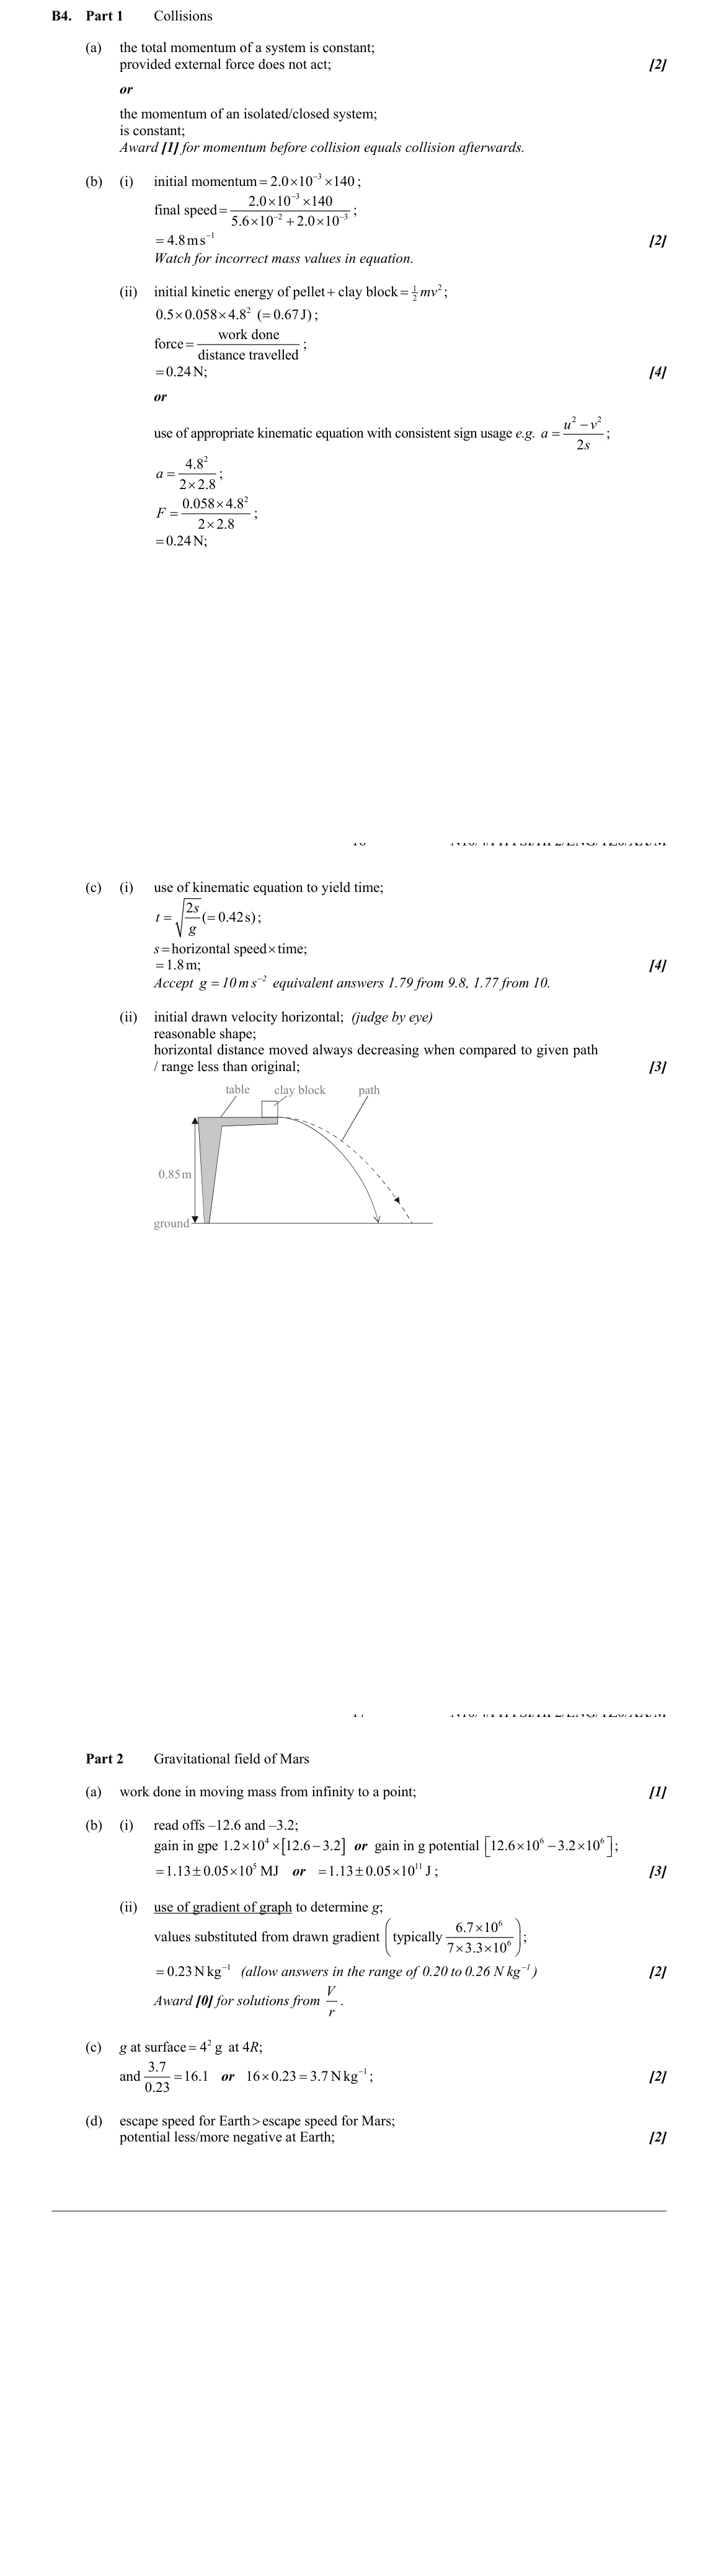 B4. Part 1 Collisions
(a) the total momentum of a system is constant;
provided external force does not act; [2]
or
the momentum of an isolated/closed system;
is constant;
Award [1] for momentum before collision equals collision afterwards.
(b) (i) initial momentum = 2.0×10⁻³ ×140 ;
final speed = \frac{2.0×10⁻³ ×140}{5.6×10⁻² + 2.0×10⁻³} ;
= 4.8 m s⁻¹ [2]
Watch for incorrect mass values in equation.
(ii) initial kinetic energy of pellet + clay block = ½mv² ;
0.5×0.058×4.8² (= 0.67 J) ;
force = \frac{work done}{distance travelled} ;
= 0.24 N; [4]
or
use of appropriate kinematic equation with consistent sign usage e.g. a = \frac{u² − v²}{2s} ;
a = \frac{4.8²}{2×2.8} ;
F = \frac{0.058×4.8²}{2×2.8} ;
= 0.24 N;
(c) (i) use of kinematic equation to yield time;
t = \sqrt{\frac{2s}{g}} (= 0.42 s) ;
s = horizontal speed × time;
= 1.8 m; [4]
Accept g = 10 m s⁻² equivalent answers 1.79 from 9.8, 1.77 from 10.
(ii) initial drawn velocity horizontal; (judge by eye)
reasonable shape;
horizontal distance moved always decreasing when compared to given path
/ range less than original; [3]
table clay block path
0.85 m
ground
Part 2 Gravitational field of Mars
(a) work done in moving mass from infinity to a point; [1]
(b) (i) read offs –12.6 and –3.2;
gain in gpe 1.2×10⁴ ×[12.6 − 3.2] or gain in g potential [12.6×10⁶ − 3.2×10⁶] ;
= 1.13 ± 0.05×10⁵ MJ or = 1.13 ± 0.05×10¹¹ J ; [3]
(ii) use of gradient of graph to determine g;
values substituted from drawn gradient (typically \frac{6.7×10⁶}{7×3.3×10⁶}) ;
= 0.23 N kg⁻¹ (allow answers in the range of 0.20 to 0.26 N kg⁻¹) [2]
Award [0] for solutions from \frac{V}{r} .
(c) g at surface = 4² g at 4R;
and \frac{3.7}{0.23} = 16.1 or 16×0.23 = 3.7 N kg⁻¹ ; [2]
(d) escape speed for Earth > escape speed for Mars;
potential less/more negative at Earth; [2]